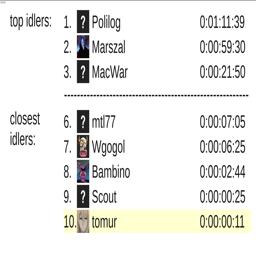 top idlers:
1. ? Polilog 0:01:11:39
2. Marszal 0:00:59:30
3. ? MacWar 0:00:21:50
closest
idlers:
6. ? mtl77 0:00:07:05
7. Wgogol 0:00:06:25
8. Bambino 0:00:02:44
9. ? Scout 0:00:00:25
10. tomur 0:00:00:11